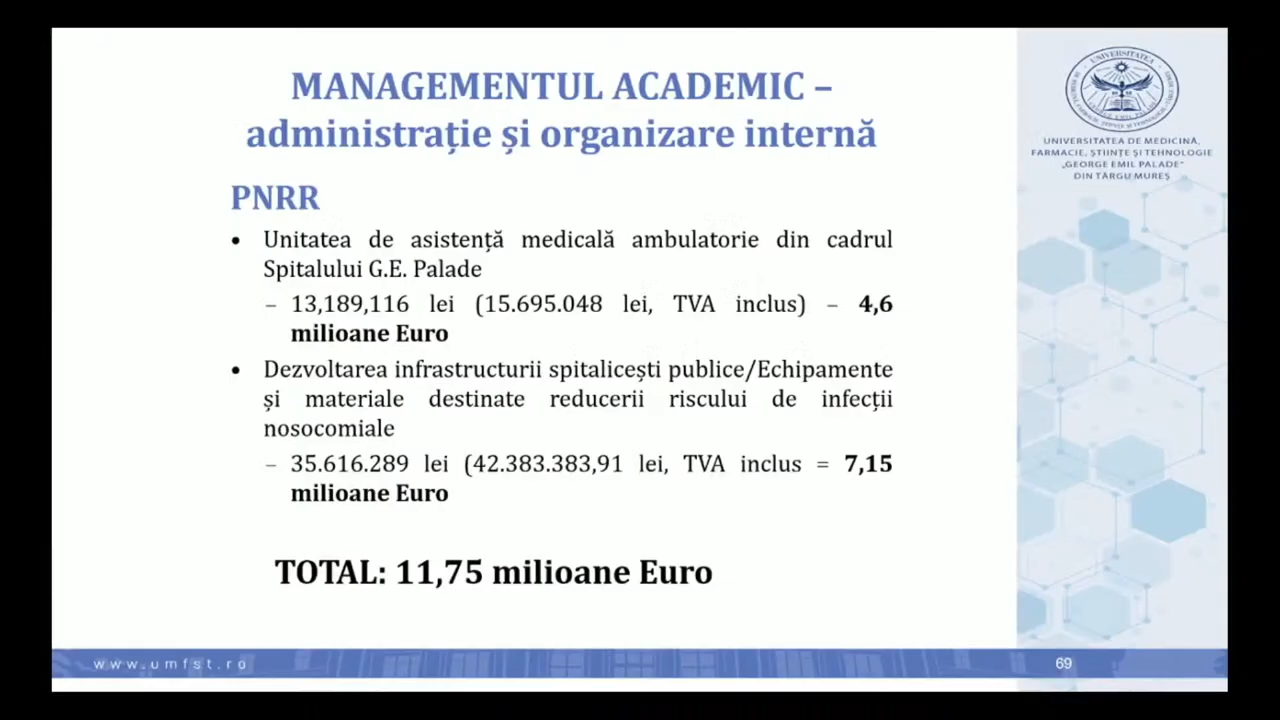 MANAGEMENTUL ACADEMIC –
administrație și organizare internă
PNRR
• Unitatea de asistență medicală ambulatorie din cadrul
Spitalului G.E. Palade
– 13,189,116 lei (15.695.048 lei, TVA inclus) – 4,6
milioane Euro
• Dezvoltarea infrastructurii spitalicești publice/Echipamente
și materiale destinate reducerii riscului de infecții
nosocomiale
– 35.616.289 lei (42.383.383,91 lei, TVA inclus = 7,15
milioane Euro
TOTAL: 11,75 milioane Euro
UNIVERSITATEA DE MEDICINĂ,
FARMACIE, ȘTIINȚE ȘI TEHNOLOGIE
„GEORGE EMIL PALADE”
DIN TÂRGU MUREȘ
www.umfst.ro
69